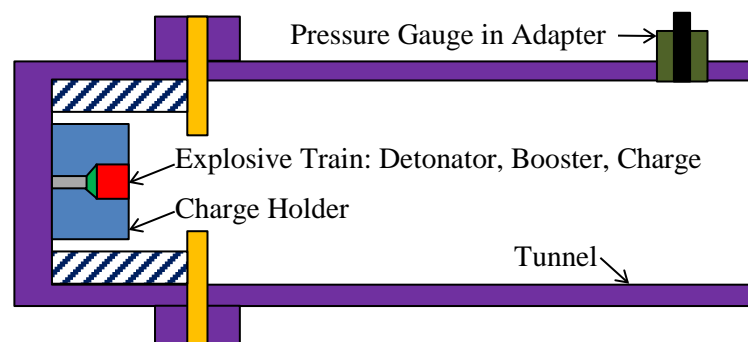 Pressure Gauge in Adapter
Explosive Train: Detonator, Booster, Charge
Charge Holder
Tunnel